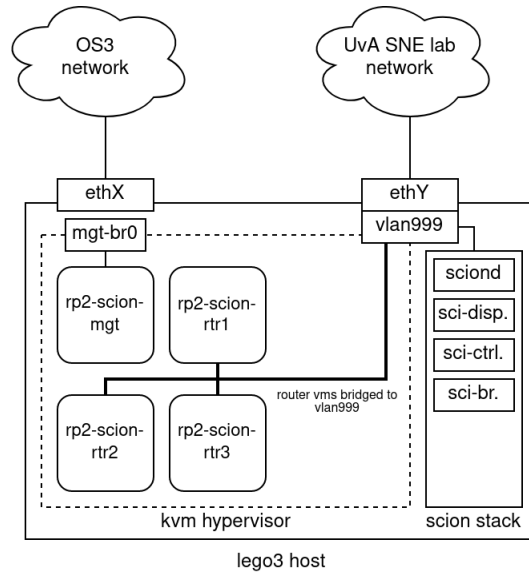 OS3
network
UvA SNE lab
network
ethX
ethY
mgt-br0
vlan999
rp2-scion-
mgt
rp2-scion-
rtr1
sciond
sci-disp.
sci-ctrl.
sci-br.
router vms bridged to
vlan999
rp2-scion-
rtr2
rp2-scion-
rtr3
kvm hypervisor
scion stack
lego3 host